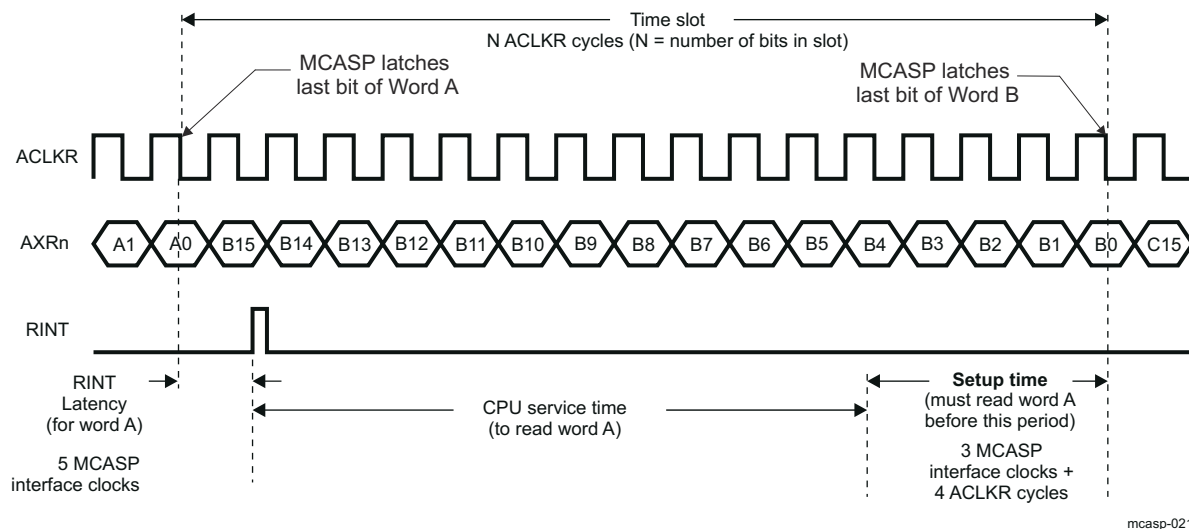 Time slot
N ACLKR cycles (N = number of bits in slot)
MCASP latches
last bit of Word A
MCASP latches
last bit of Word B
ACLKR
AXRn
A1 A0 B15 B14 B13 B12 B11 B10 B9 B8 B7 B6 B5 B4 B3 B2 B1 B0 C15
RINT
RINT
Latency
(for word A)
5 MCASP
interface clocks
CPU service time
(to read word A)
Setup time
(must read word A
before this period)
3 MCASP
interface clocks +
4 ACLKR cycles
mcasp-021